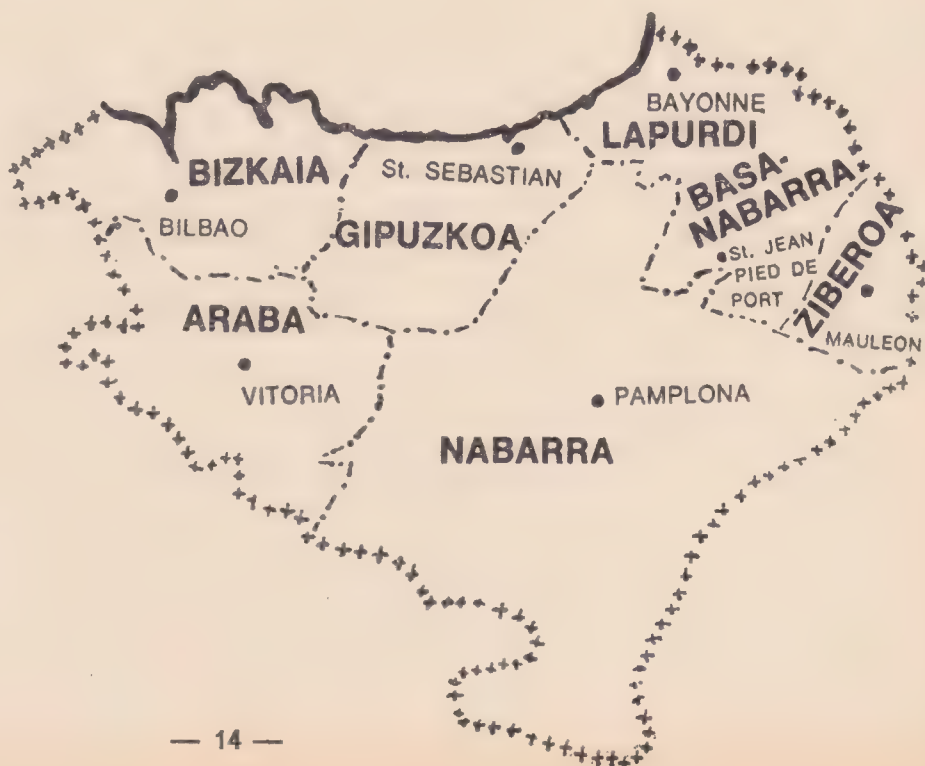 BAYONNE
LAPURDI
BIZKAIA
St. SEBASTIAN
BASA-
NABARRA
BILBAO
GIPUZKOA
St. JEAN
PIED DE
PORT
ZIBEROA
ARABA
MAULEON
VITORIA
PAMPLONA
NABARRA
— 14 —